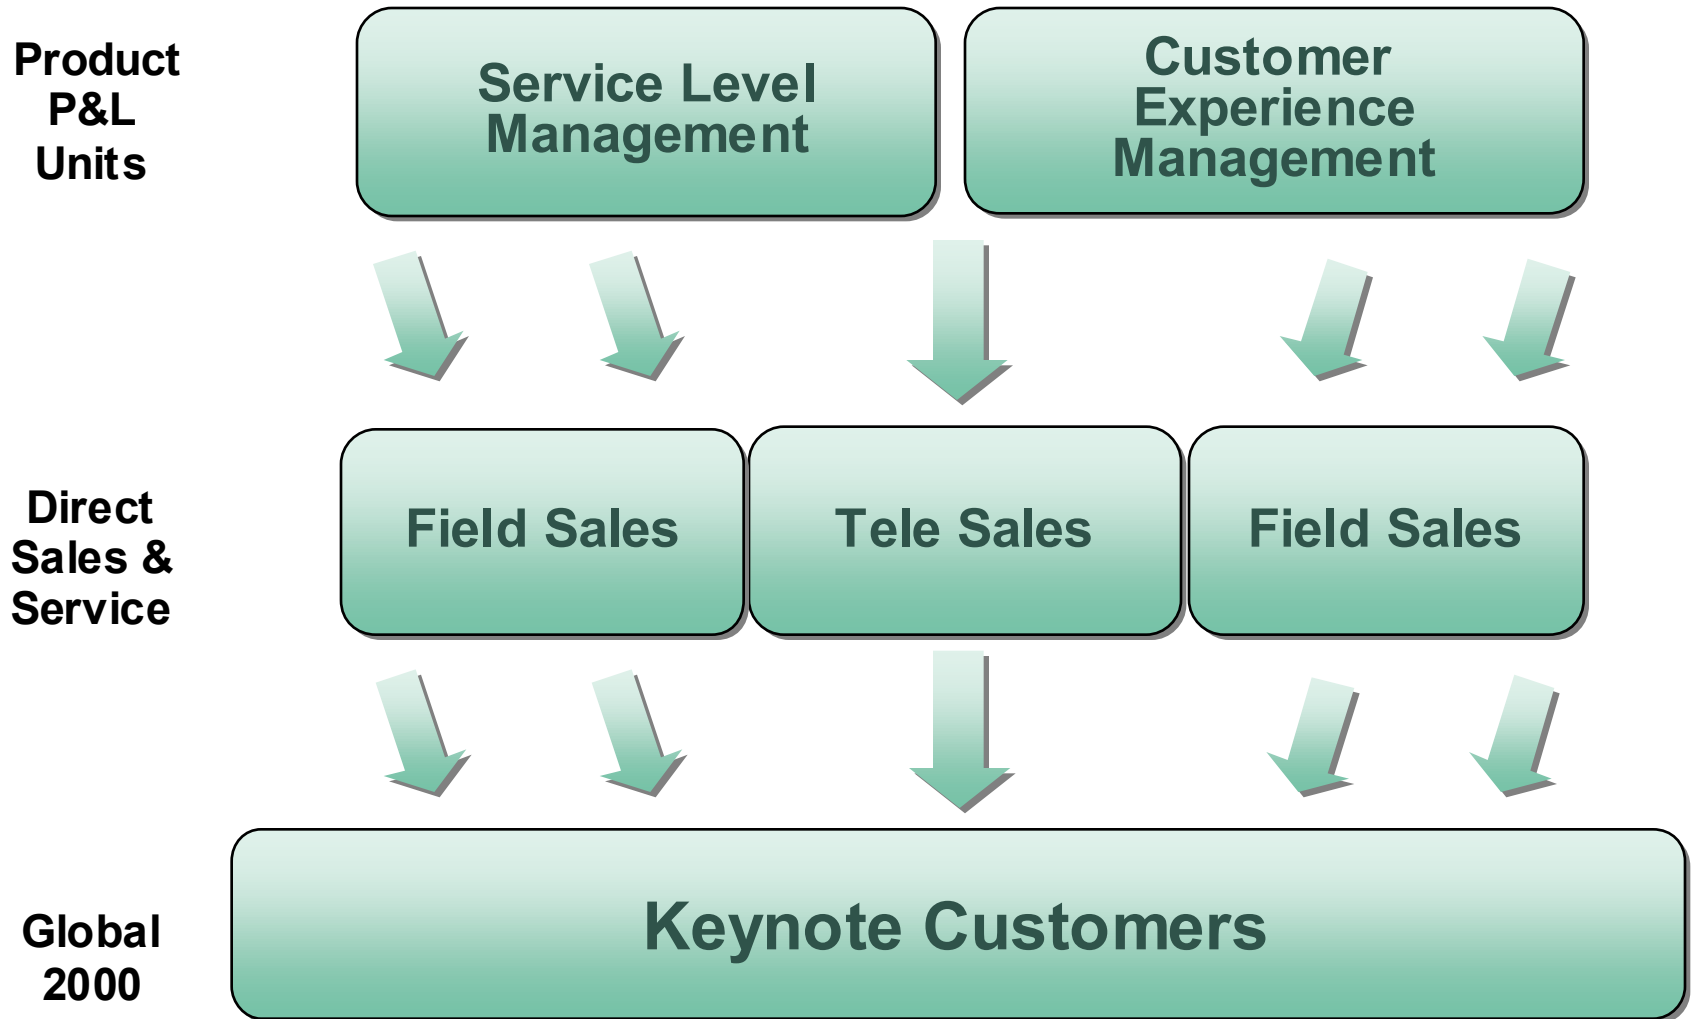 Product
P&L
Units
Service Level
Management
Customer
Experience
Management
Direct
Sales &
Service
Field Sales
Tele Sales
Field Sales
Global
2000
Keynote Customers